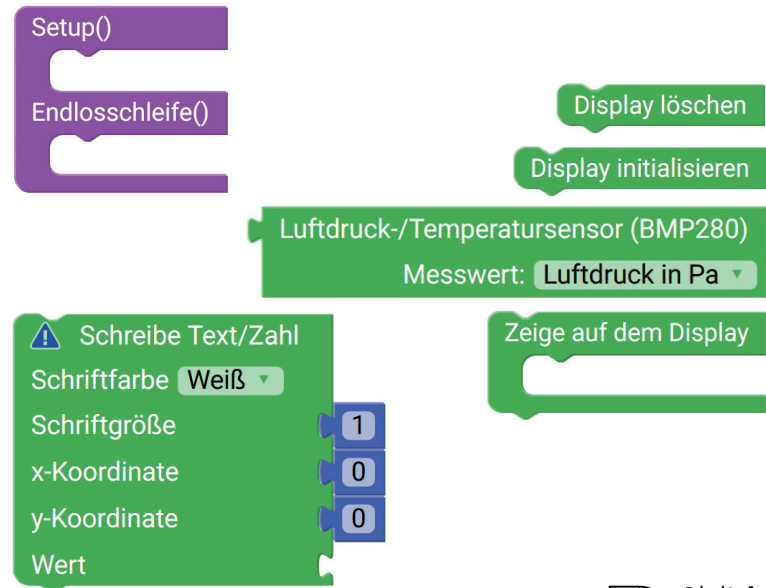 Setup()
Endlosschleife()
Display löschen
Display initialisieren
Luftdruck-/Temperatursensor (BMP280)
Messwert: Luftdruck in Pa
Schreibe Text/Zahl
Schriftfarbe Weiß
Schriftgröße 1
x-Koordinate 0
y-Koordinate 0
Wert
Zeige auf dem Display